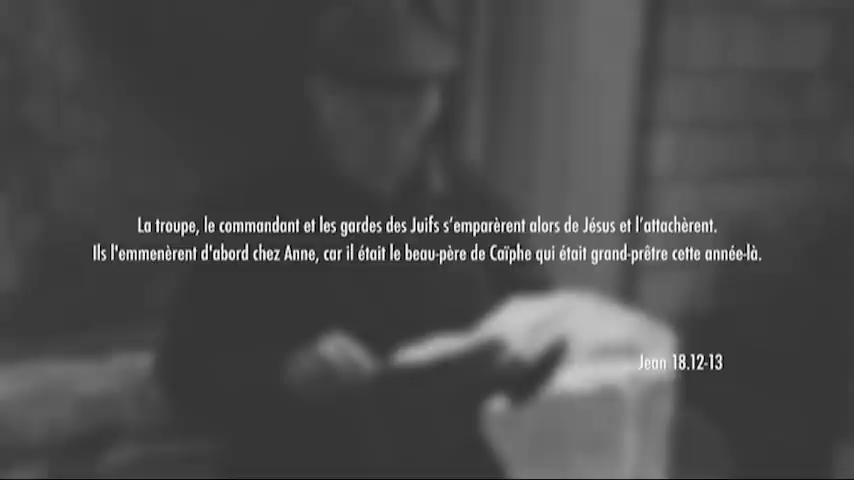 La troupe, le commandant et les gardes des Juifs s’emparèrent alors de Jésus et l’attachèrent.
Ils l'emmenèrent d'abord chez Anne, car il était le beau-père de Caïphe qui était grand-prêtre cette année-là.
Jean 18.12-13